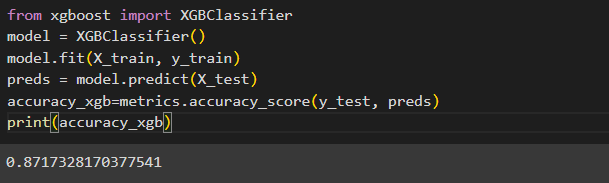 from xgboost import XGBClassifier
model = XGBClassifier()
model.fit(X_train, y_train)
preds = model.predict(X_test)
accuracy_xgb=metrics.accuracy_score(y_test, preds)
print(accuracy_xgb)
0.8717328170377541